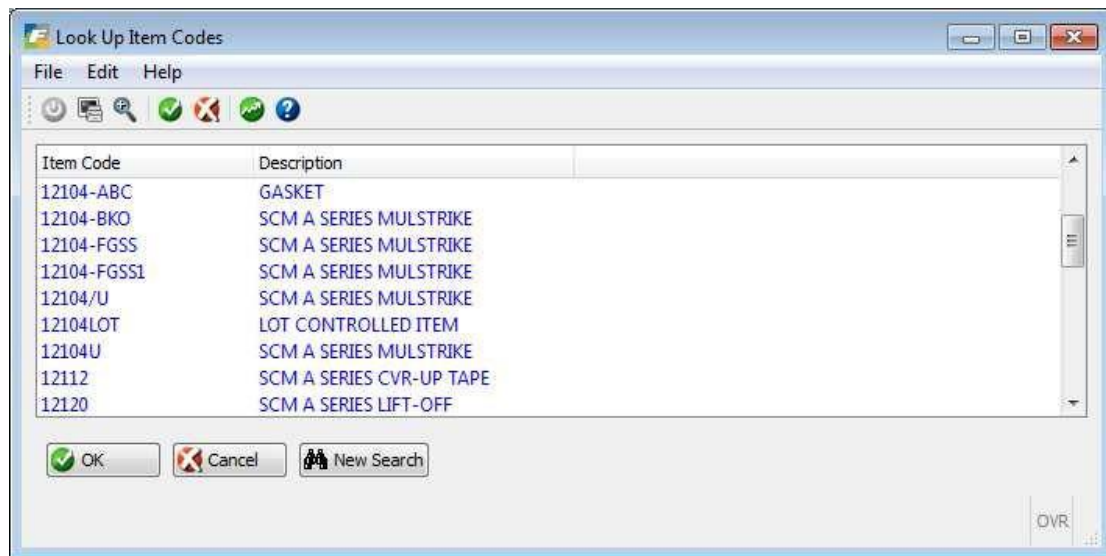 Look Up Item Codes
File Edit Help
Item Code Description
12104-ABC GASKET
12104-BKO SCM A SERIES MULSTRIKE
12104-FGSS SCM A SERIES MULSTRIKE
12104-FGSS1 SCM A SERIES MULSTRIKE
12104/U SCM A SERIES MULSTRIKE
12104LOT LOT CONTROLLED ITEM
12104U SCM A SERIES MULSTRIKE
12112 SCM A SERIES CVR-UP TAPE
12120 SCM A SERIES LIFT-OFF
OK Cancel New Search
OVR